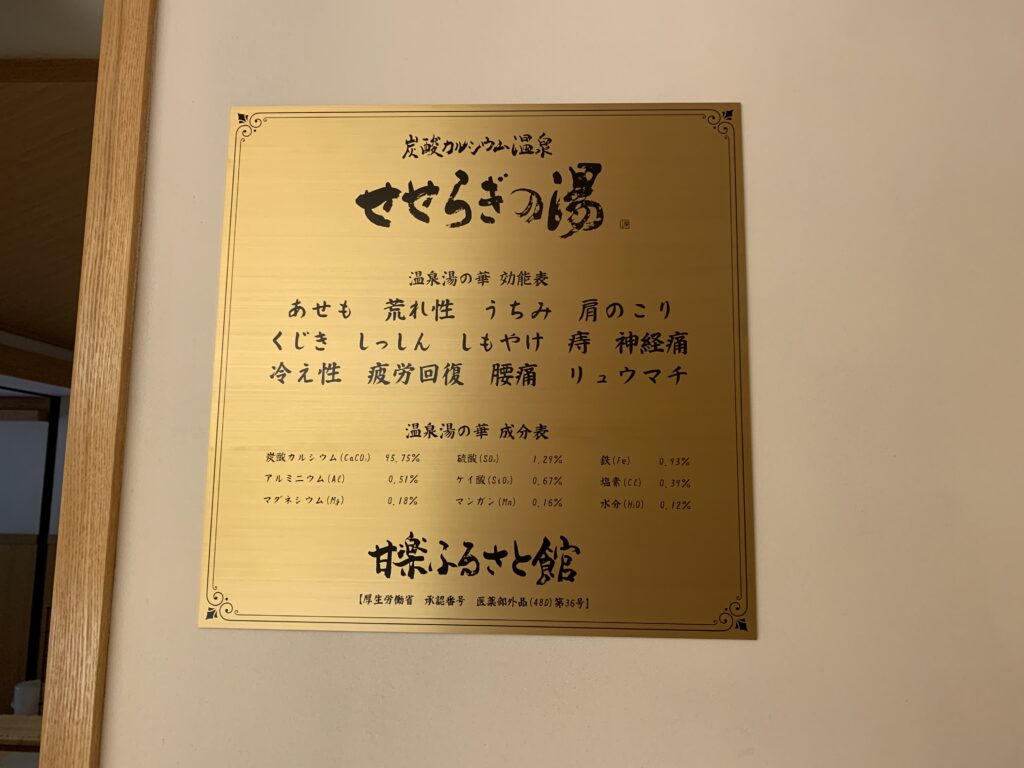 炭酸カルシウム温泉
せせらぎの湯
温泉湯の華 効能表
あせも 荒れ性 うちみ 肩のこり
くじき しっしん しもやけ 痔 神経痛
冷え性 疲労回復 腰痛 リュウマチ
温泉湯の華 成分表
炭酸カルシウム(CaCO₃) 95.75% 硫酸(SO₄) 1.29% 鉄(Fe) 0.93%
アルミニウム(Al) 0.51% ケイ酸(SiO₂) 0.67% 塩素(Cl) 0.39%
マグネシウム(Mg) 0.18% マンガン(Mn) 0.16% 水分(H₂O) 0.12%
甘楽ふるさと館
【厚生労働省 承認番号 医薬部外品(48D)第36号】